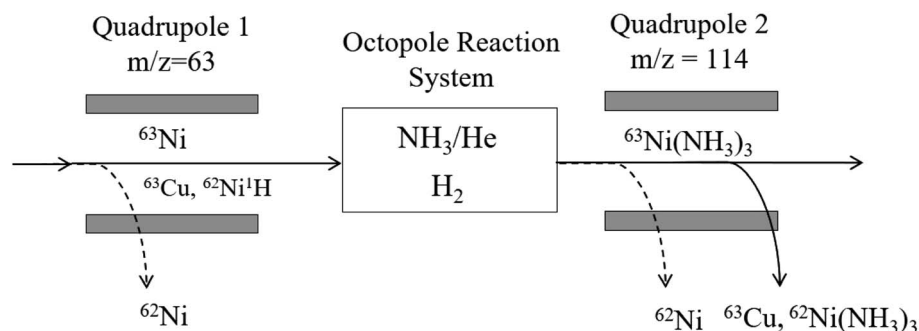 Quadrupole 1
m/z=63
Octopole Reaction
System
Quadrupole 2
m/z = 114
⁶³Ni
⁶³Cu, ⁶²Ni¹H
⁶²Ni
NH₃/He
H₂
⁶³Ni(NH₃)₃
⁶²Ni
⁶³Cu, ⁶²Ni(NH₃)₃